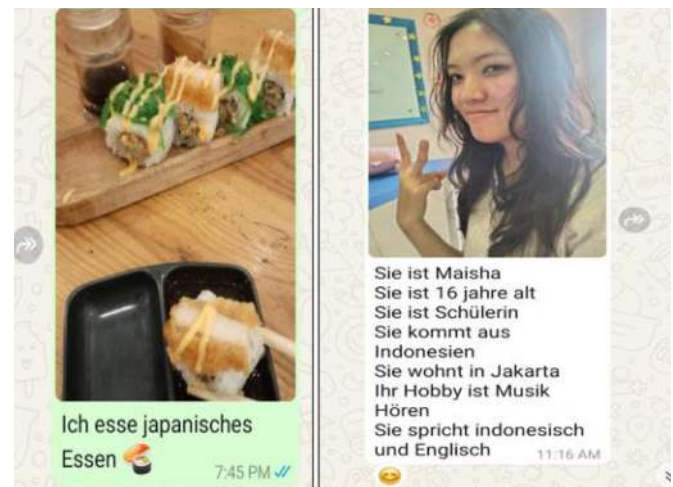 Ich esse japanisches
Essen 🍣
7:45 PM
Sie ist Maisha
Sie ist 16 jahre alt
Sie ist Schülerin
Sie kommt aus
Indonesien
Sie wohnt in Jakarta
Ihr Hobby ist Musik
Hören
Sie spricht indonesisch
und Englisch
11:16 AM